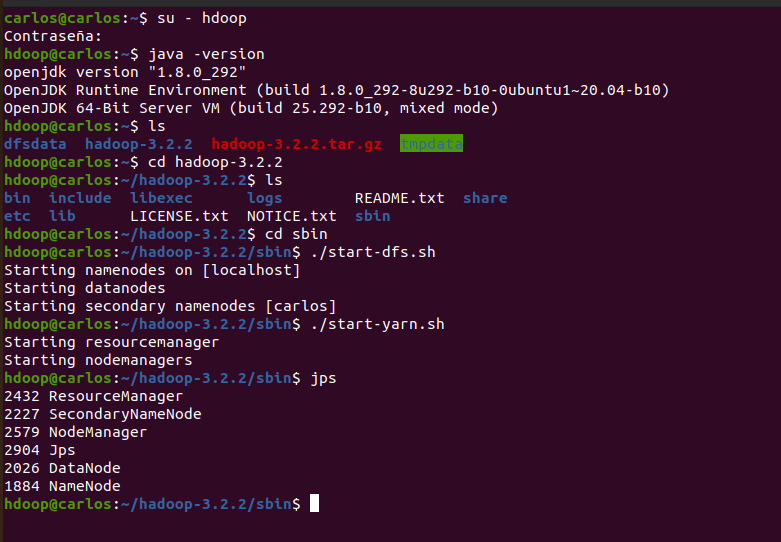 carlos@carlos:~$ su - hdoop
Contraseña:
hdoop@carlos:~$ java -version
openjdk version "1.8.0_292"
OpenJDK Runtime Environment (build 1.8.0_292-8u292-b10-0ubuntu1~20.04-b10)
OpenJDK 64-Bit Server VM (build 25.292-b10, mixed mode)
hdoop@carlos:~$ ls
dfsdata  hadoop-3.2.2  hadoop-3.2.2.tar.gz  tmpdata
hdoop@carlos:~$ cd hadoop-3.2.2
hdoop@carlos:~/hadoop-3.2.2$ ls
bin  include  libexec      logs        README.txt  share
etc  lib      LICENSE.txt  NOTICE.txt  sbin
hdoop@carlos:~/hadoop-3.2.2$ cd sbin
hdoop@carlos:~/hadoop-3.2.2/sbin$ ./start-dfs.sh
Starting namenodes on [localhost]
Starting datanodes
Starting secondary namenodes [carlos]
hdoop@carlos:~/hadoop-3.2.2/sbin$ ./start-yarn.sh
Starting resourcemanager
Starting nodemanagers
hdoop@carlos:~/hadoop-3.2.2/sbin$ jps
2432 ResourceManager
2227 SecondaryNameNode
2579 NodeManager
2904 Jps
2026 DataNode
1884 NameNode
hdoop@carlos:~/hadoop-3.2.2/sbin$